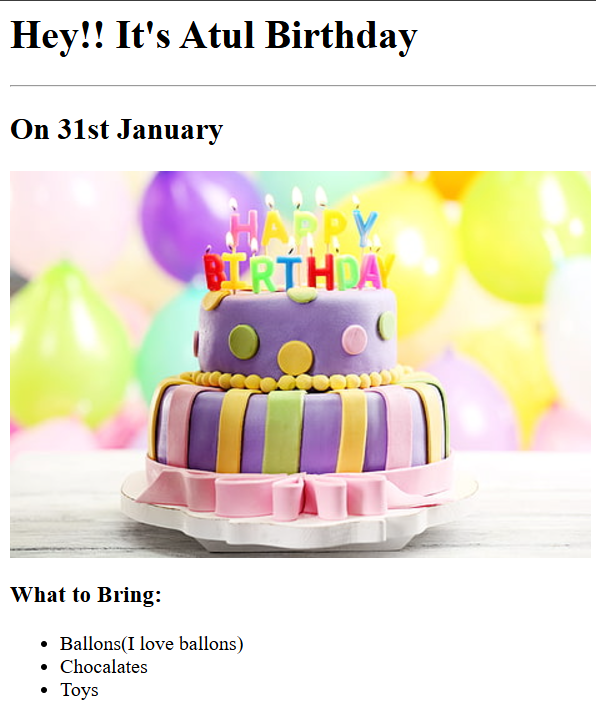 Hey!! It's Atul Birthday
On 31st January
HAPPY
BIRTHDAY
What to Bring:
Ballons(I love ballons)
Chocalates
Toys